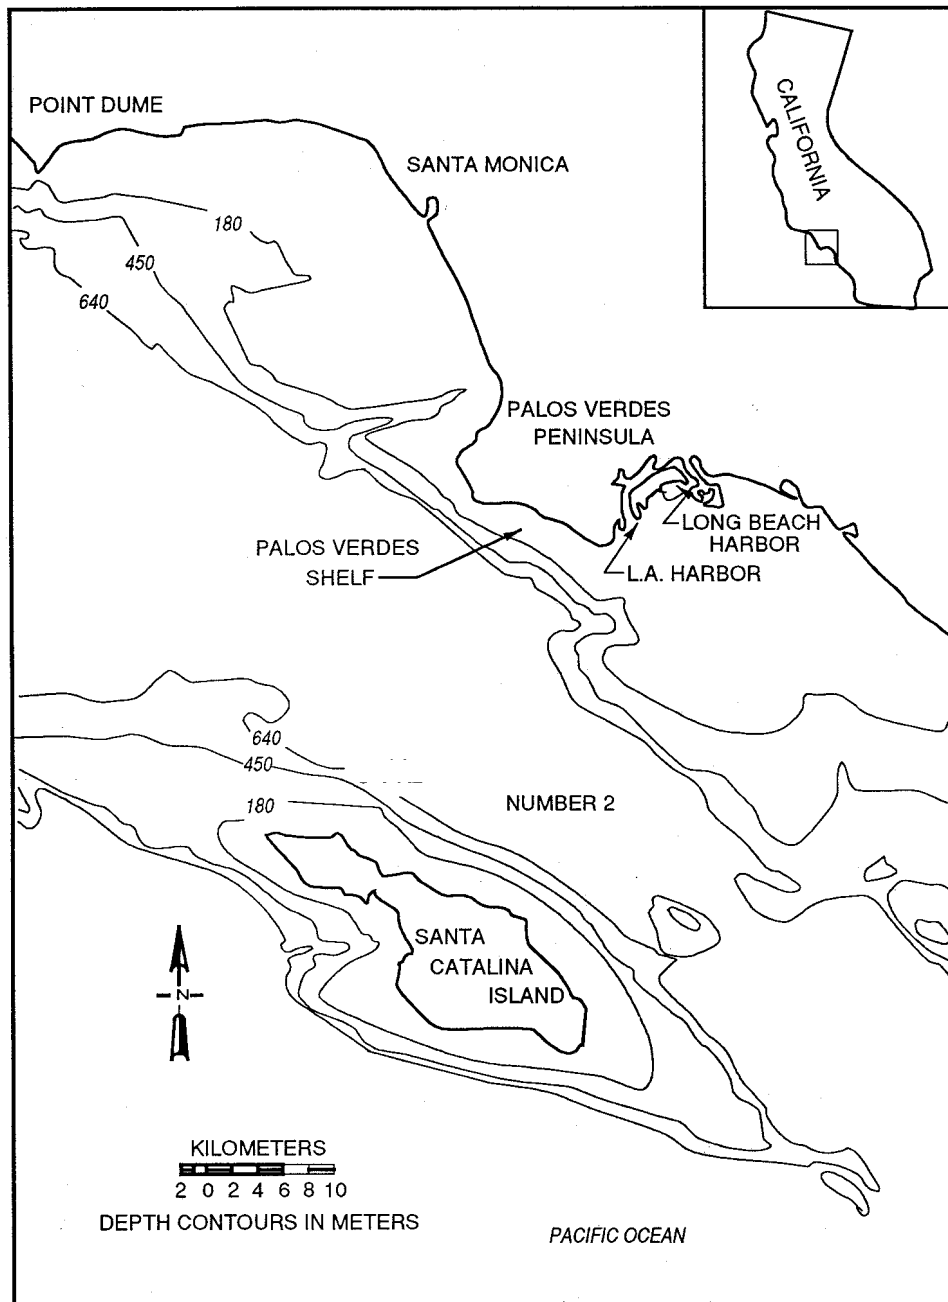 POINT DUME
SANTA MONICA
CALIFORNIA
180
450
640
PALOS VERDES
PENINSULA
LONG BEACH
HARBOR
L.A. HARBOR
PALOS VERDES
SHELF
640
450
180
NUMBER 2
SANTA
CATALINA
ISLAND
N
KILOMETERS
2 0 2 4 6 8 10
DEPTH CONTOURS IN METERS
PACIFIC OCEAN